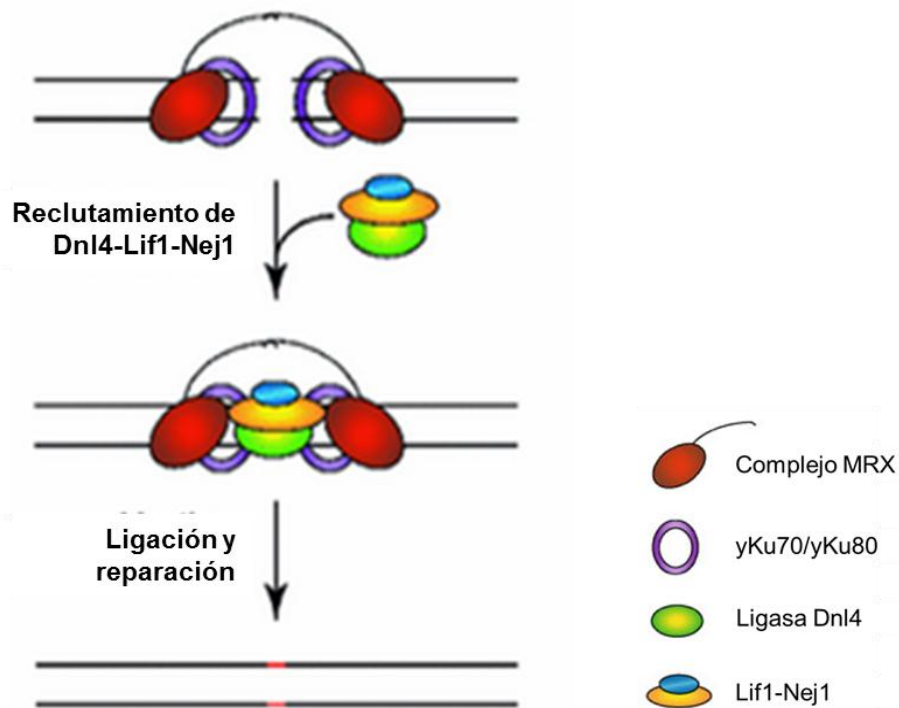 Reclutamiento de
Dnl4-Lif1-Nej1
Ligación y
reparación
Complejo MRX
yKu70/yKu80
Ligasa Dnl4
Lif1-Nej1